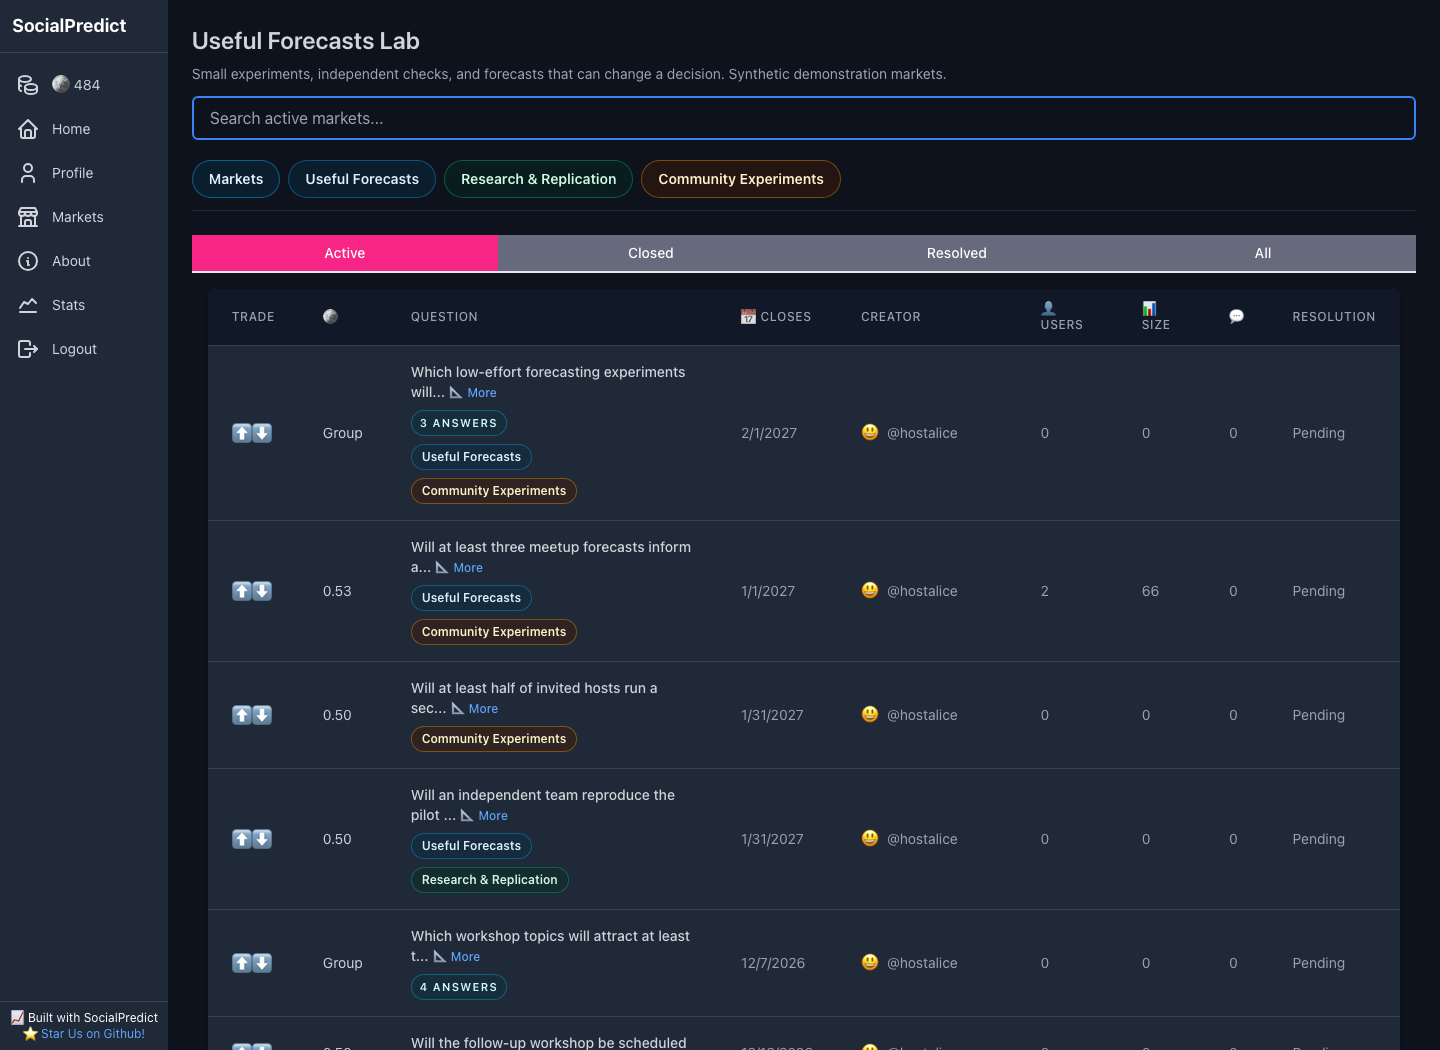 SocialPredict
484
Home
Profile
Markets
About
Stats
Logout
Built with SocialPredict
Star Us on Github!
Useful Forecasts Lab
Small experiments, independent checks, and forecasts that can change a decision. Synthetic demonstration markets.
Search active markets...
Markets Useful Forecasts Research & Replication Community Experiments
Active Closed Resolved All
TRADE QUESTION CLOSES CREATOR USERS SIZE RESOLUTION
Which low-effort forecasting experiments
will... More
3 ANSWERS
Group 2/1/2027 @hostalice 0 0 0 Pending
Useful Forecasts
Community Experiments
Will at least three meetup forecasts inform
a... More
0.53 1/1/2027 @hostalice 2 66 0 Pending
Useful Forecasts
Community Experiments
Will at least half of invited hosts run a
sec... More
0.50 1/31/2027 @hostalice 0 0 0 Pending
Community Experiments
Will an independent team reproduce the
pilot ... More
0.50 1/31/2027 @hostalice 0 0 0 Pending
Useful Forecasts
Research & Replication
Which workshop topics will attract at least
t... More
Group 12/7/2026 @hostalice 0 0 0 Pending
4 ANSWERS
Will the follow-up workshop be scheduled